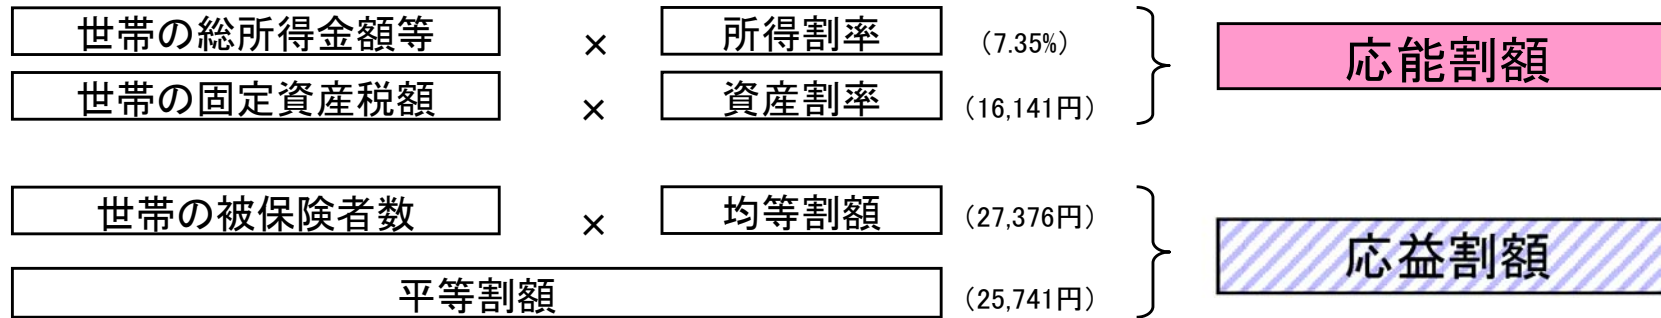 世帯の総所得金額等 × 所得割率 (7.35%)
世帯の固定資産税額 × 資産割率 (16,141円)
応能割額
世帯の被保険者数 × 均等割額 (27,376円)
平等割額 (25,741円)
応益割額